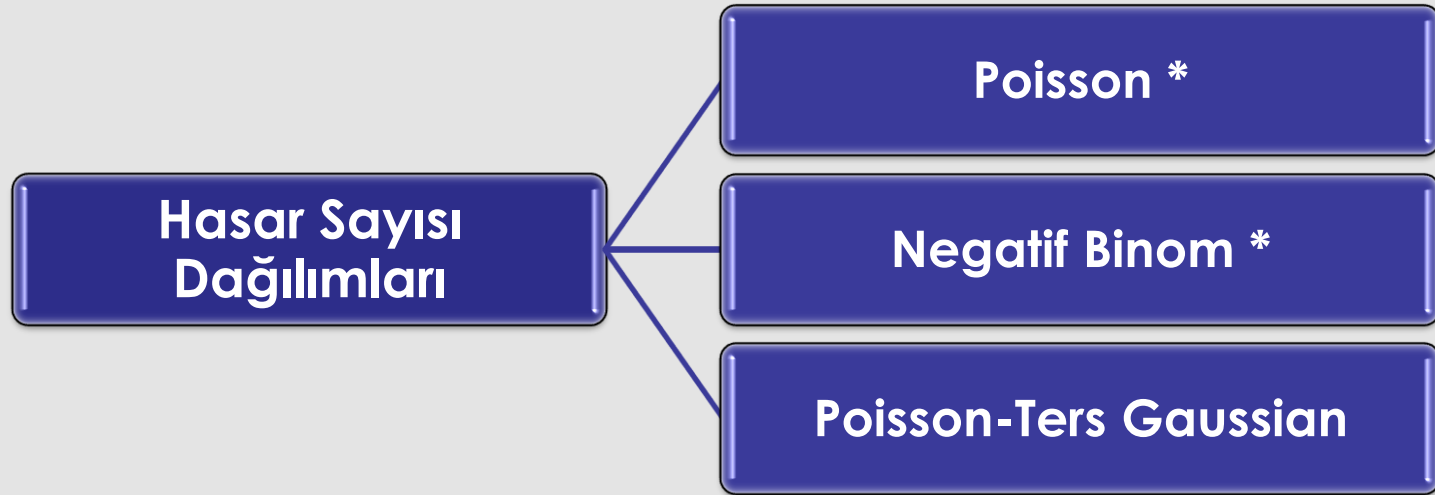 Poisson *
Hasar Sayısı
Dağılımları
Negatif Binom *
Poisson-Ters Gaussian